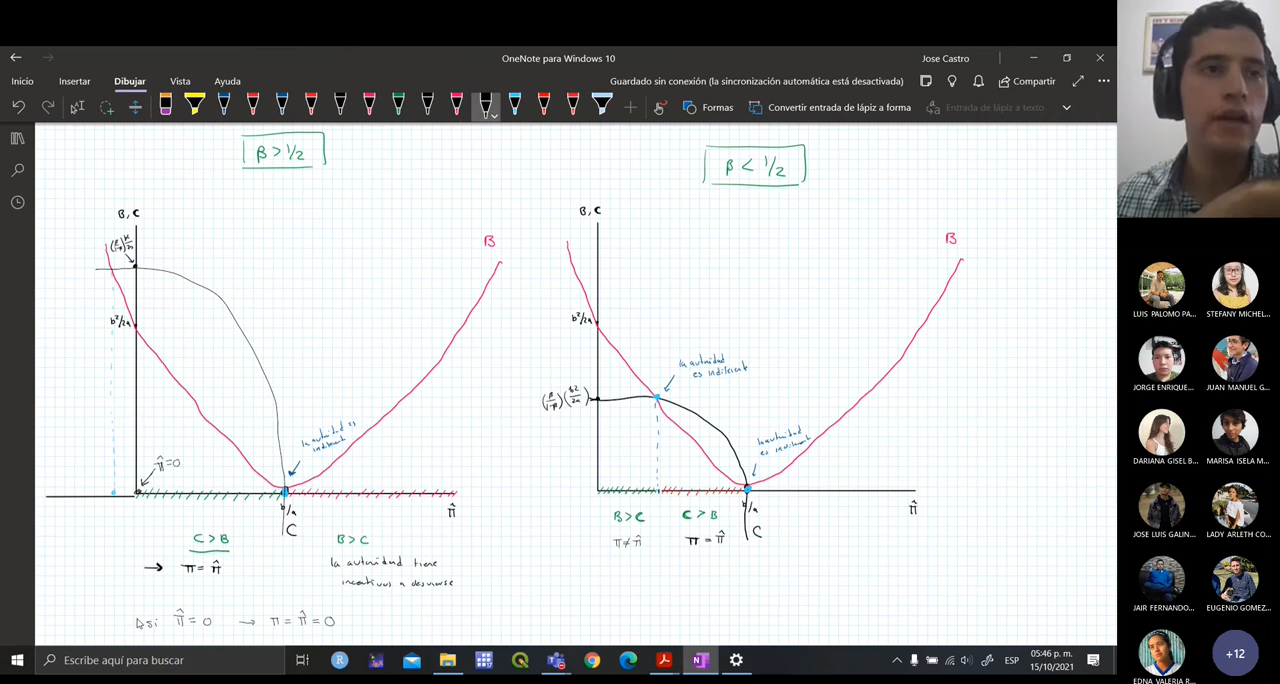 OneNote para Windows 10
Jose Castro
Inicio
Insertar
Dibujar
Vista
Ayuda
Guardado sin conexión (la sincronización automática está desactivada)
Compartir
Formas
Convertir entrada de lápiz a forma
Entrada de lápiz a texto
β > 1/2
β < 1/2
B, C
B
b²/2a
π̂=0
la autoridad es
indiferente
b/a
π̂
C
C > B
π = π̂
B > C
la autoridad tiene
incentivos a desviarse
si π̂ = 0 → π = π̂ = 0
B, C
B
b²/2a
(β/1-β)(b²/2a)
la autoridad
es indiferente
la autoridad
es indiferente
b/a
π̂
C
B > C
π ≠ π̂
C > B
π = π̂
LUIS PALOMO PA...
STEFANY MICHEL...
JORGE ENRIQUE...
JUAN MANUEL G...
DARIANA GISEL B...
MARISA ISELA M...
JOSE LUIS GALIN...
LADY ARLETH CO...
JAIR FERNANDO...
EUGENIO GOMEZ...
EDNA VALERIA R...
+12
Escribe aquí para buscar
ESP
05:46 p. m.
15/10/2021